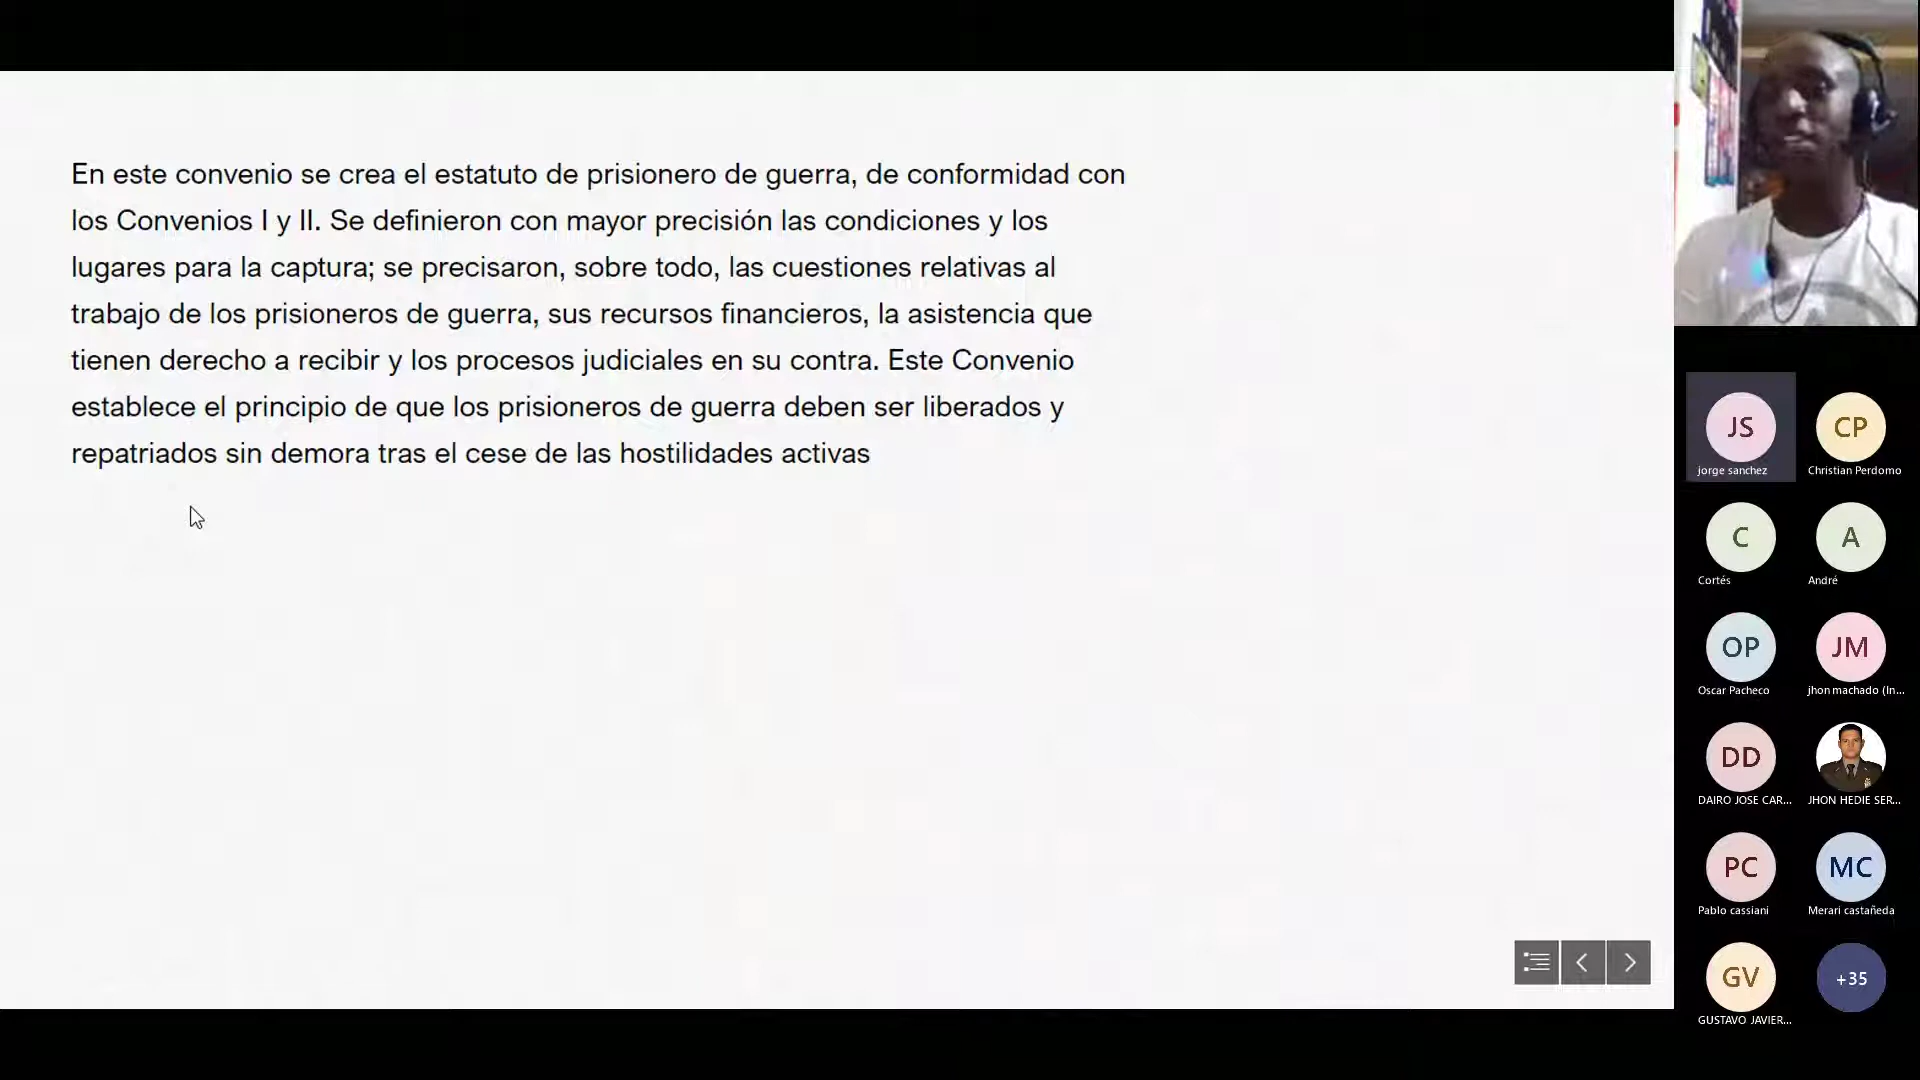 En este convenio se crea el estatuto de prisionero de guerra, de conformidad con
los Convenios I y II. Se definieron con mayor precisión las condiciones y los
lugares para la captura; se precisaron, sobre todo, las cuestiones relativas al
trabajo de los prisioneros de guerra, sus recursos financieros, la asistencia que
tienen derecho a recibir y los procesos judiciales en su contra. Este Convenio
establece el principio de que los prisioneros de guerra deben ser liberados y
repatriados sin demora tras el cese de las hostilidades activas
JS
CP
jorge sanchez
Christian Perdomo
C
A
Cortés
André
OP
JM
Oscar Pacheco
jhon machado (In...
DD
DAIRO JOSE CAR...
JHON HEDIE SER...
PC
MC
Pablo cassiani
Merari castañeda
GV
+35
GUSTAVO JAVIER...